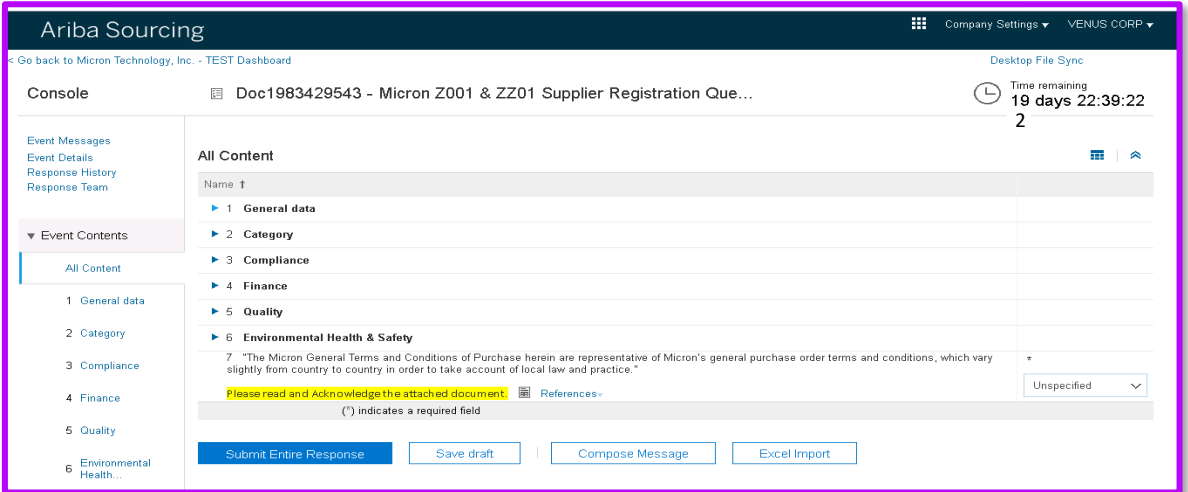 Ariba Sourcing
Company Settings
VENUS CORP
< Go back to Micron Technology, Inc. - TEST Dashboard
Desktop File Sync
Console
Doc1983429543 - Micron Z001 & ZZ01 Supplier Registration Que...
Time remaining
19 days 22:39:22
2
Event Messages
Event Details
Response History
Response Team
All Content
Name ↑
1 General data
2 Category
3 Compliance
4 Finance
5 Quality
6 Environmental Health & Safety
7 "The Micron General Terms and Conditions of Purchase herein are representative of Micron's general purchase order terms and conditions, which vary
slightly from country to country in order to take account of local law and practice."
*
Unspecified
Please read and Acknowledge the attached document. References
(*) indicates a required field
Event Contents
All Content
1 General data
2 Category
3 Compliance
4 Finance
5 Quality
6 Environmental
Health...
Submit Entire Response
Save draft
Compose Message
Excel Import